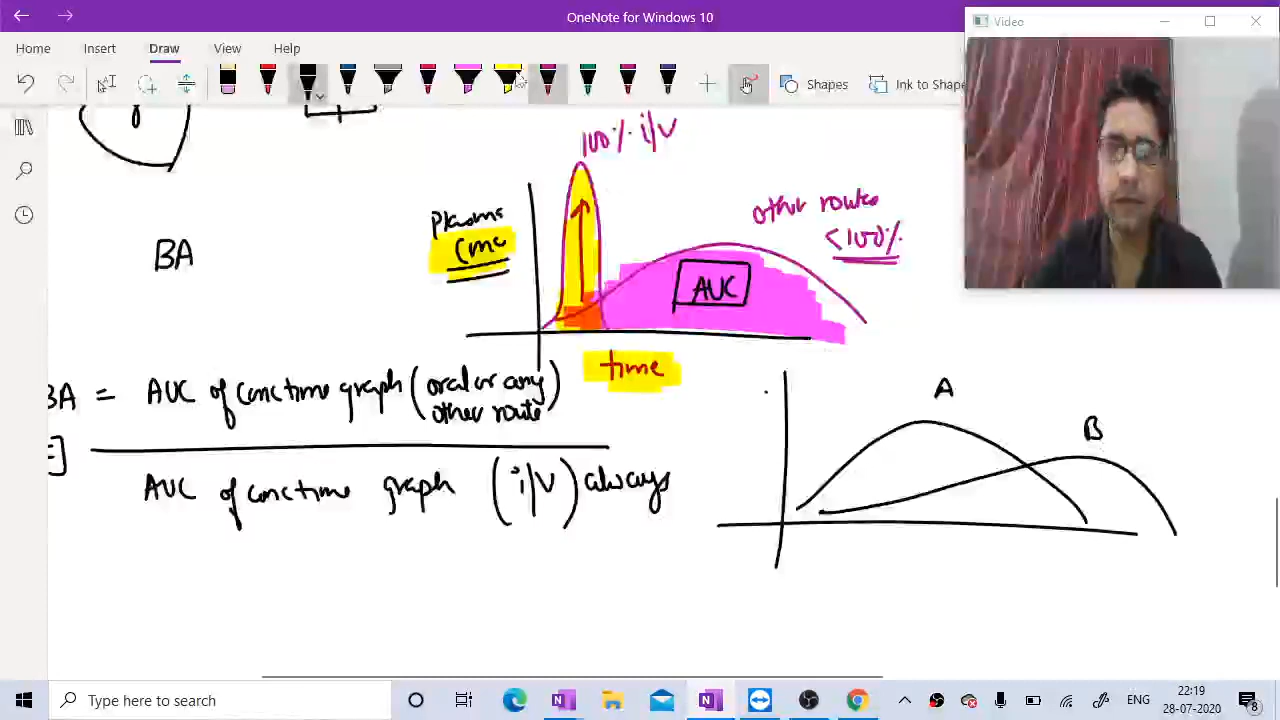 OneNote for Windows 10
Video
Home Insert Draw View Help
Shapes
Ink to Shape
100% i/v
Plasma
Cmc
other routes
<100%
BA
AUC
time
BA = AUC of conc time graph (oral or any other route)
AUC of conc time graph (i/v) always
A
B
Type here to search
ENG
22:19
28-07-2020
8